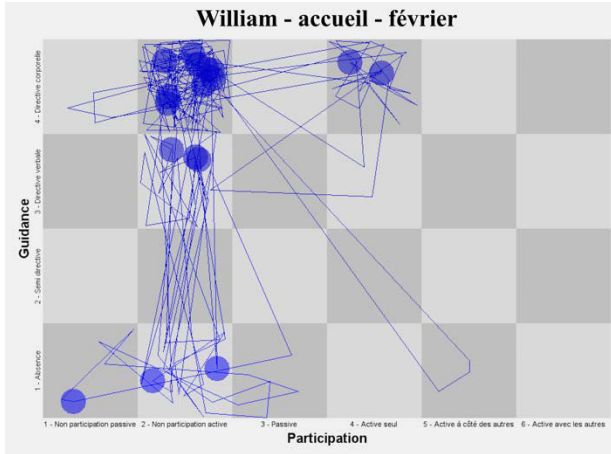 William - accueil - février
Guidance
4 - Directive corporelle
3 - Directive verbale
2 - Semi directive
1 - Absence
1 - Non participation passive 2 - Non participation active 3 - Passive 4 - Active seul 5 - Active à côté des autres 6 - Active avec les autres
Participation